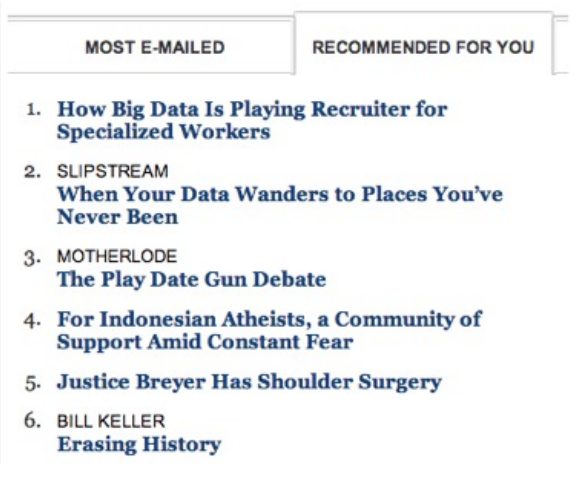 MOST E-MAILED
RECOMMENDED FOR YOU
1. How Big Data Is Playing Recruiter for
Specialized Workers
2. SLIPSTREAM
When Your Data Wanders to Places You’ve
Never Been
3. MOTHERLODE
The Play Date Gun Debate
4. For Indonesian Atheists, a Community of
Support Amid Constant Fear
5. Justice Breyer Has Shoulder Surgery
6. BILL KELLER
Erasing History